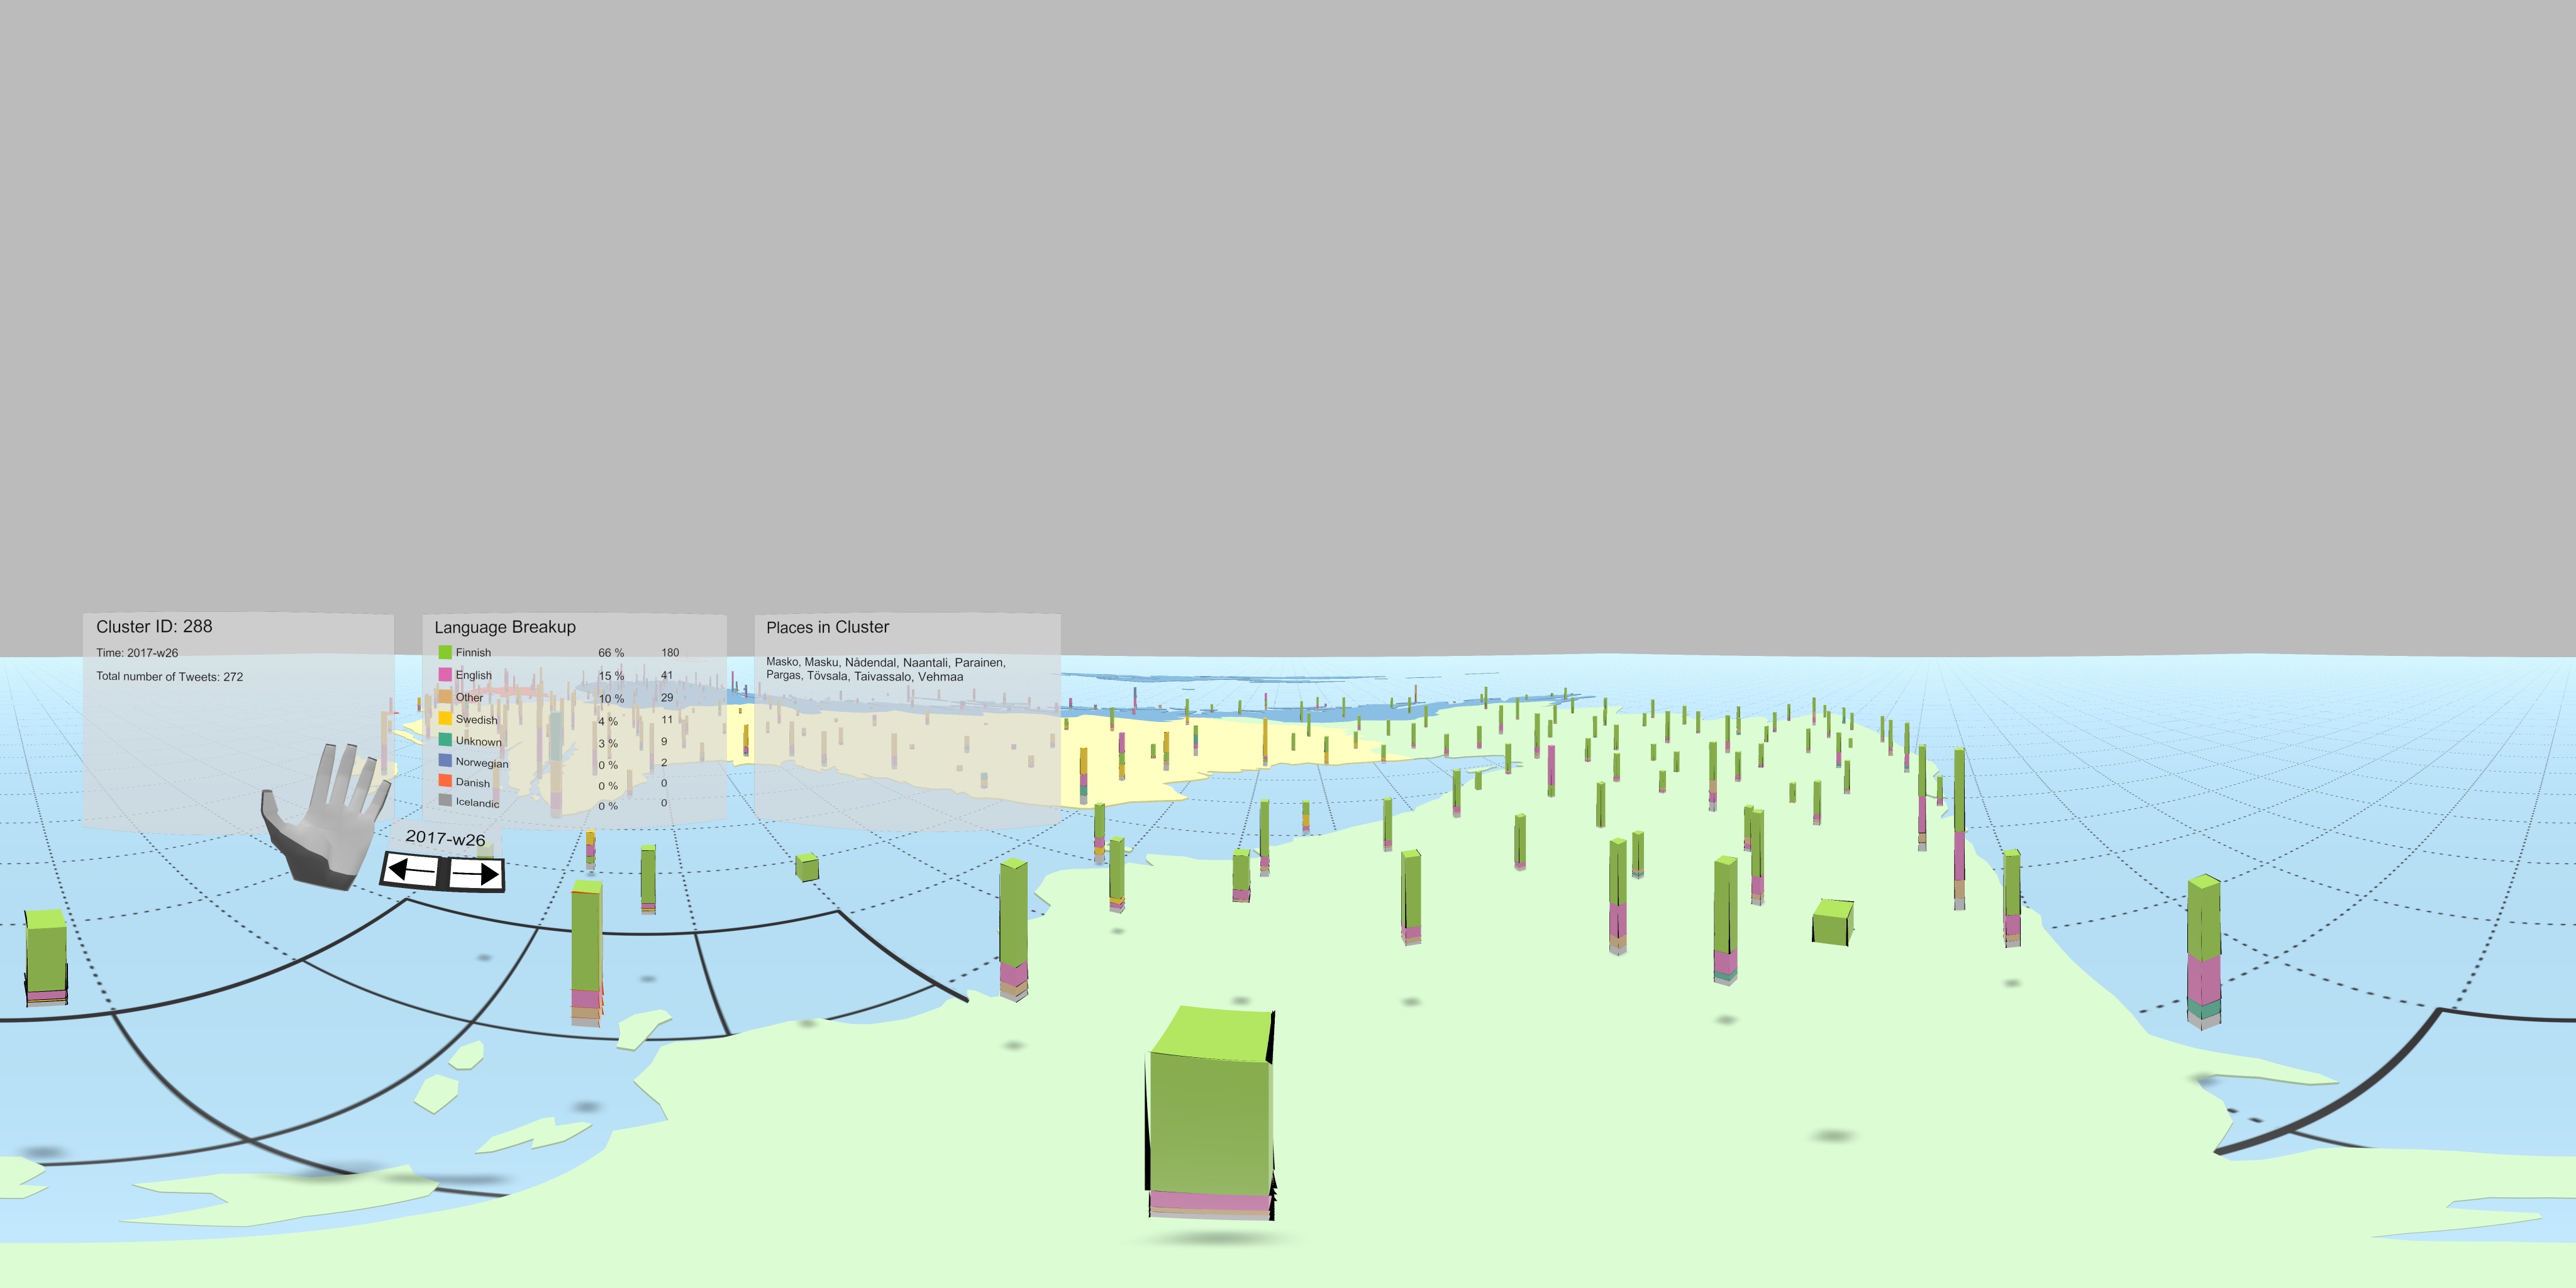 Cluster ID: 288
Time: 2017-w26
Total number of Tweets: 272
Language Breakup
Finnish 66 % 180
English 15 % 41
Other 10 % 29
Swedish 4 % 11
Unknown 3 % 9
Norwegian 0 % 2
Danish 0 % 0
Icelandic 0 % 0
Places in Cluster
Masko, Masku, Nådendal, Naantali, Parainen,
Pargas, Tövsala, Taivassalo, Vehmaa
2017-w26